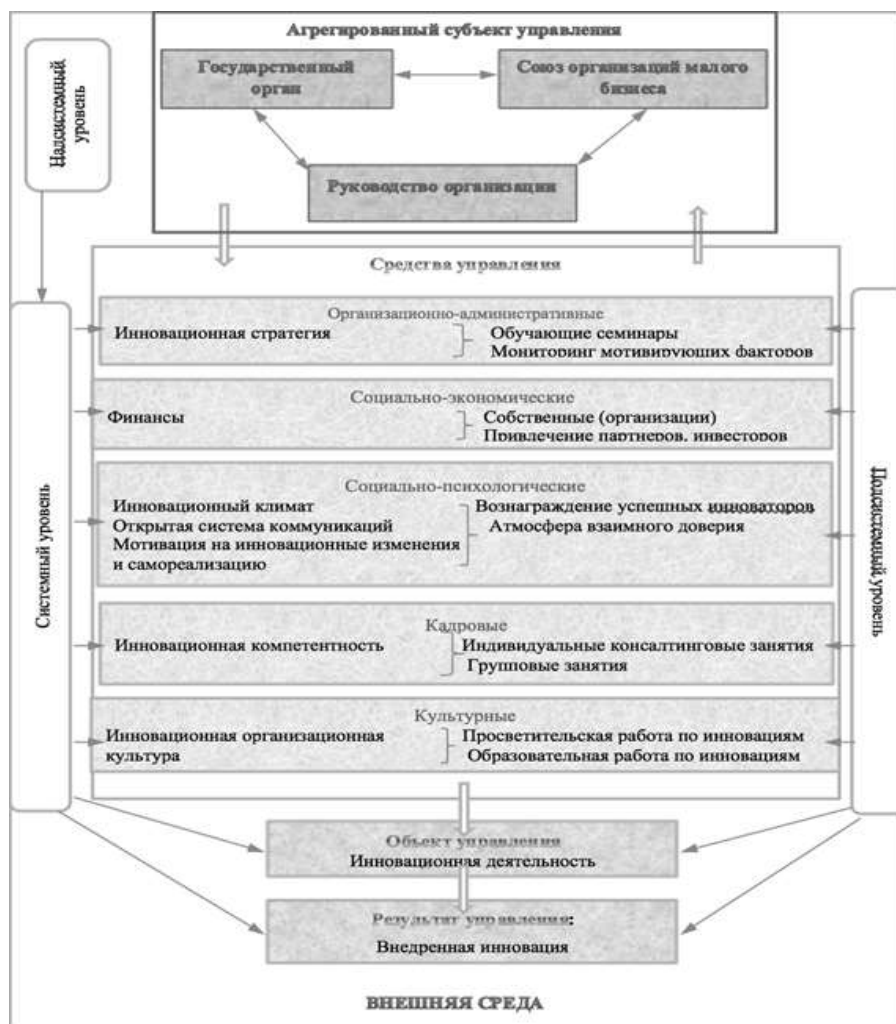 Агрегированный субъект управления
Надсистемный
уровень
Государственный
орган
Союз организаций малого
бизнеса
Руководство организации
Средства управления
Системный уровень
Подсистемный уровень
Организационно-административные
Инновационная стратегия
Обучающие семинары
Мониторинг мотивирующих факторов
Социально-экономические
Финансы
Собственные (организации)
Привлечение партнеров, инвесторов
Социально-психологические
Инновационный климат
Открытая система коммуникаций
Мотивация на инновационные изменения
и самореализацию
Вознаграждение успешных инноваторов
Атмосфера взаимного доверия
Кадровые
Инновационная компетентность
Индивидуальные консалтинговые занятия
Групповые занятия
Культурные
Инновационная организационная
культура
Просветительская работа по инновациям
Образовательная работа по инновациям
Объект управления
Инновационная деятельность
Результат управления:
Внедренная инновация
ВНЕШНЯЯ СРЕДА